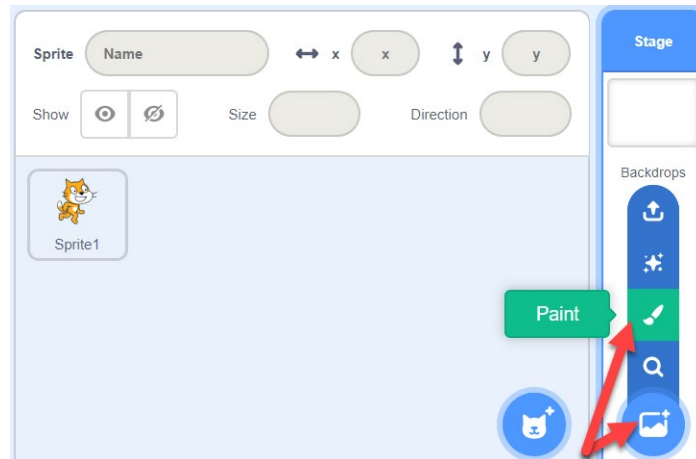 Sprite Name x x y y
Show Size Direction
Sprite1
Stage
Backdrops
Paint